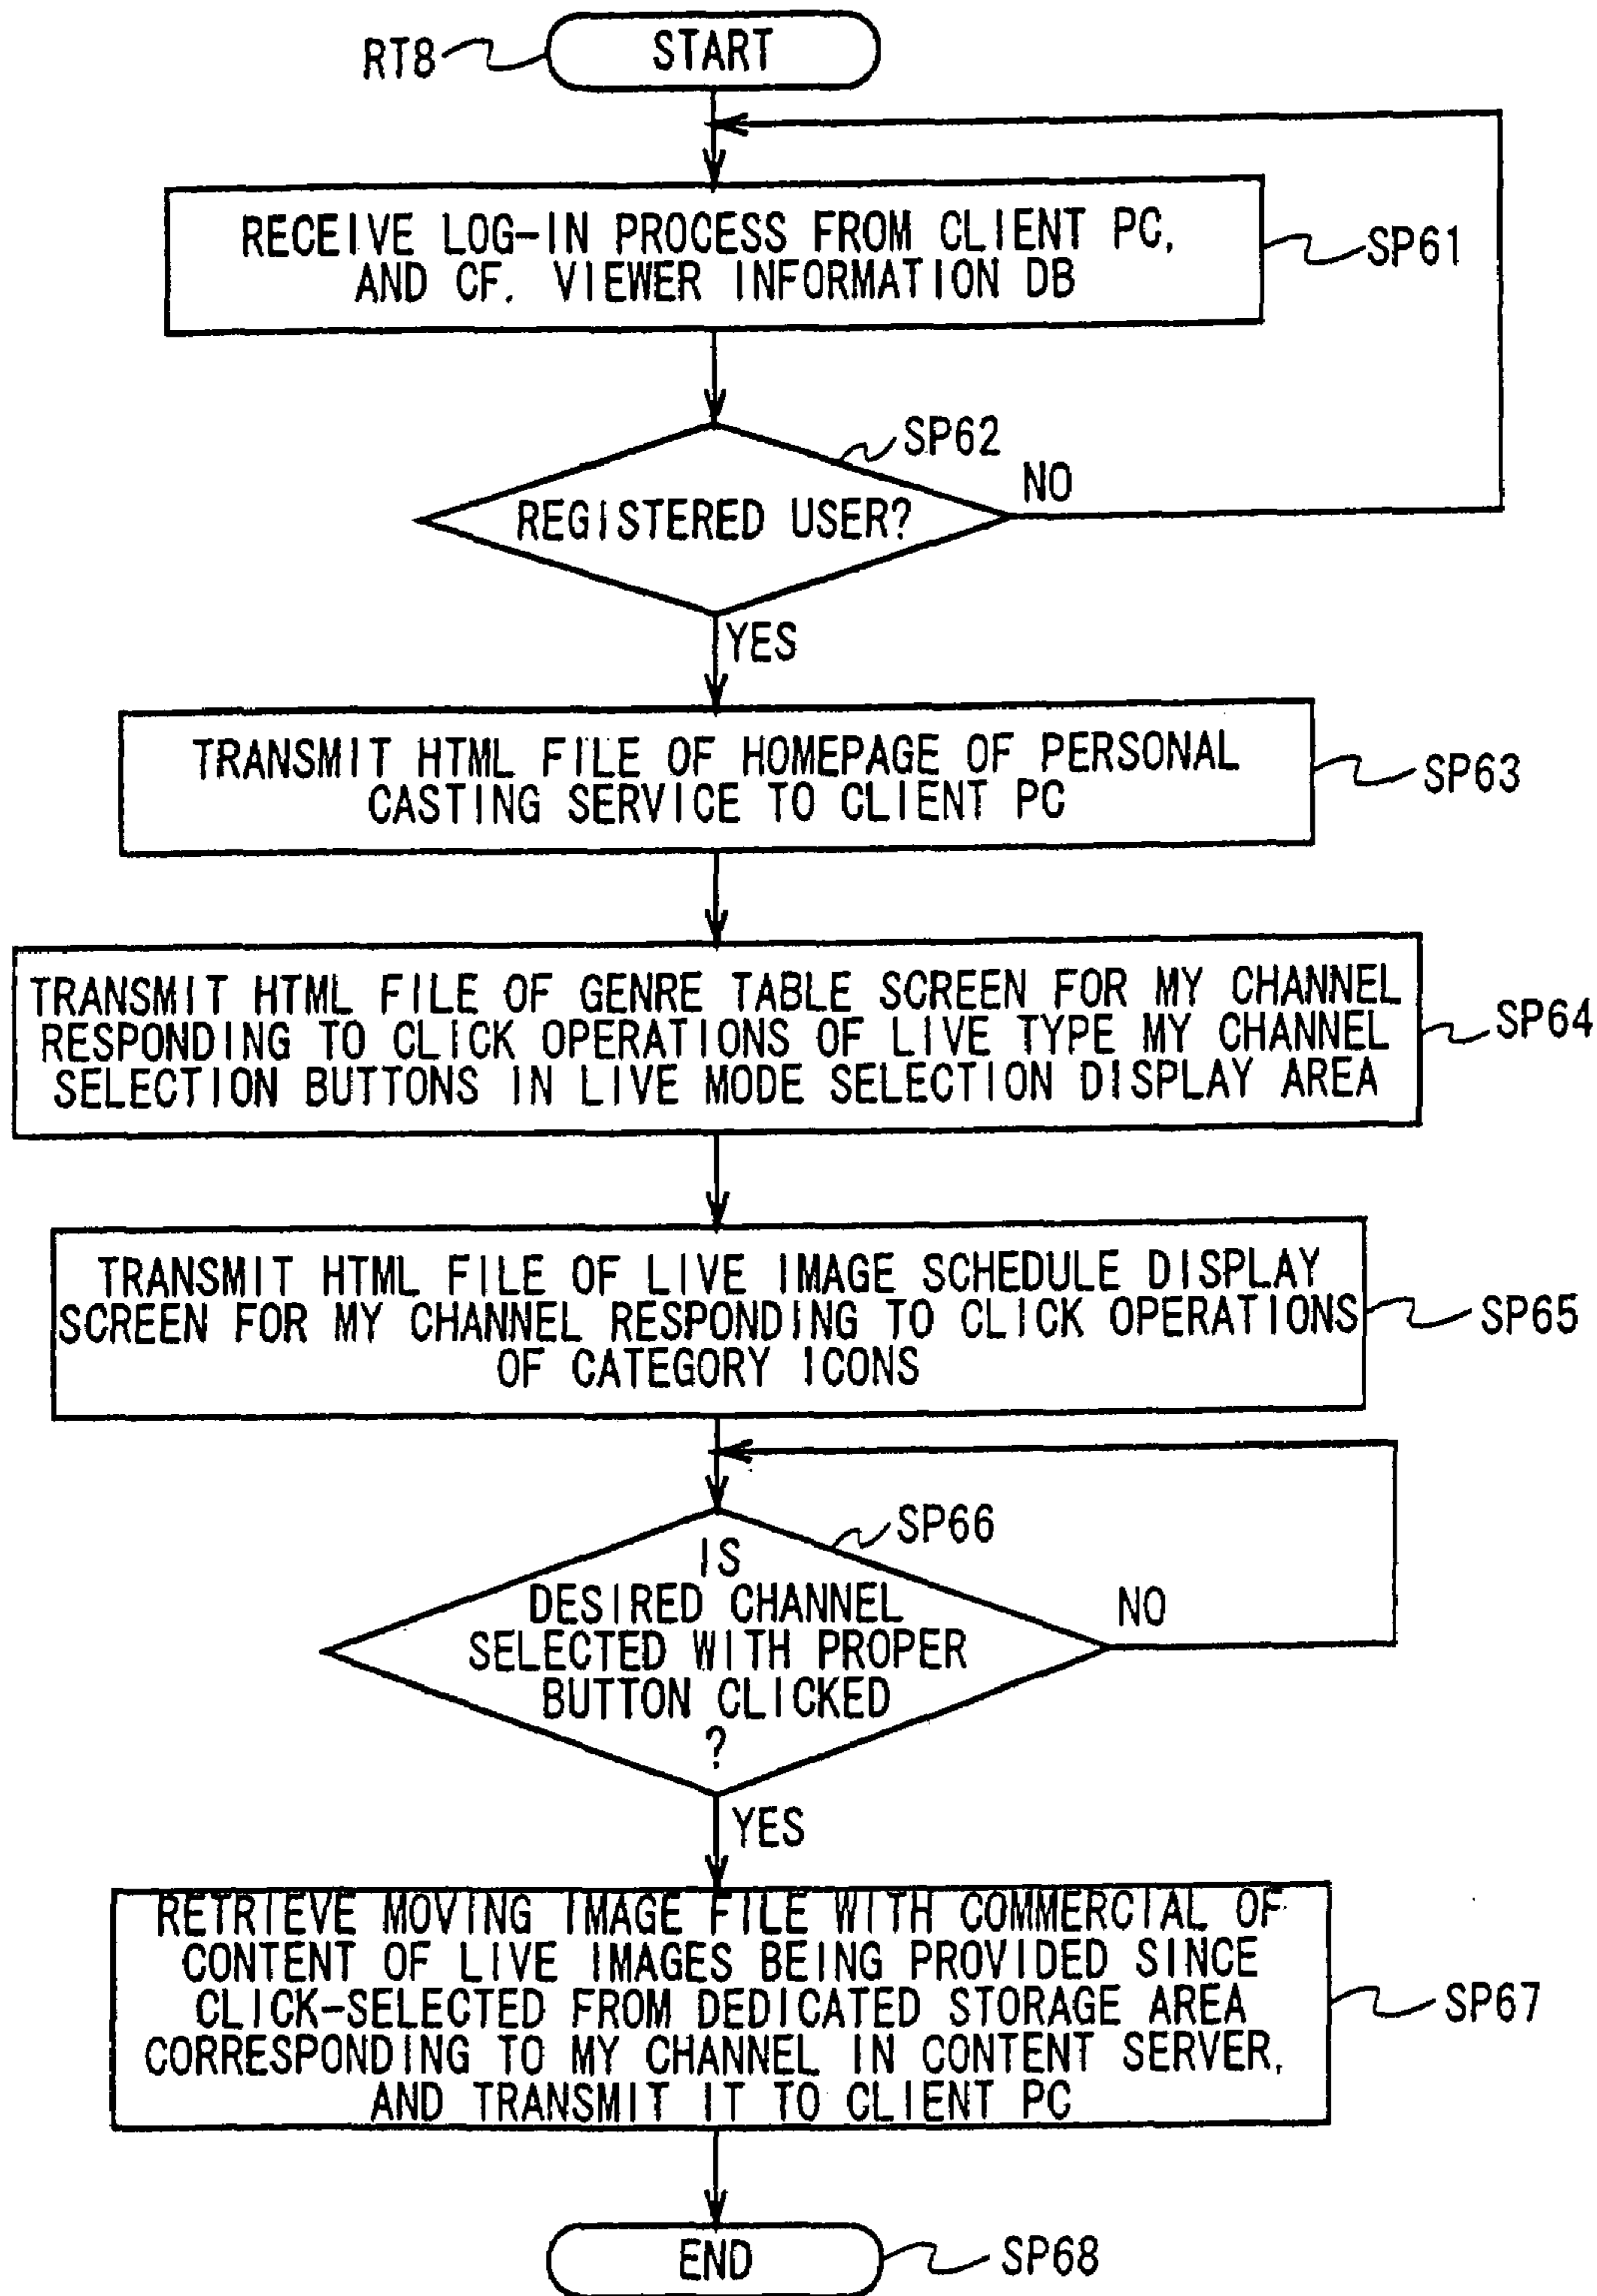 RT8
START
RECEIVE LOG-IN PROCESS FROM CLIENT PC,
AND CF. VIEWER INFORMATION DB
SP61
SP62
REGISTERED USER?
NO
YES
TRANSMIT HTML FILE OF HOMEPAGE OF PERSONAL
CASTING SERVICE TO CLIENT PC
SP63
TRANSMIT HTML FILE OF GENRE TABLE SCREEN FOR MY CHANNEL
RESPONDING TO CLICK OPERATIONS OF LIVE TYPE MY CHANNEL
SELECTION BUTTONS IN LIVE MODE SELECTION DISPLAY AREA
SP64
TRANSMIT HTML FILE OF LIVE IMAGE SCHEDULE DISPLAY
SCREEN FOR MY CHANNEL RESPONDING TO CLICK OPERATIONS
OF CATEGORY ICONS
SP65
SP66
IS
DESIRED CHANNEL
SELECTED WITH PROPER
BUTTON CLICKED
?
NO
YES
RETRIEVE MOVING IMAGE FILE WITH COMMERCIAL OF
CONTENT OF LIVE IMAGES BEING PROVIDED SINCE
CLICK-SELECTED FROM DEDICATED STORAGE AREA
CORRESPONDING TO MY CHANNEL IN CONTENT SERVER,
AND TRANSMIT IT TO CLIENT PC
SP67
END
SP68